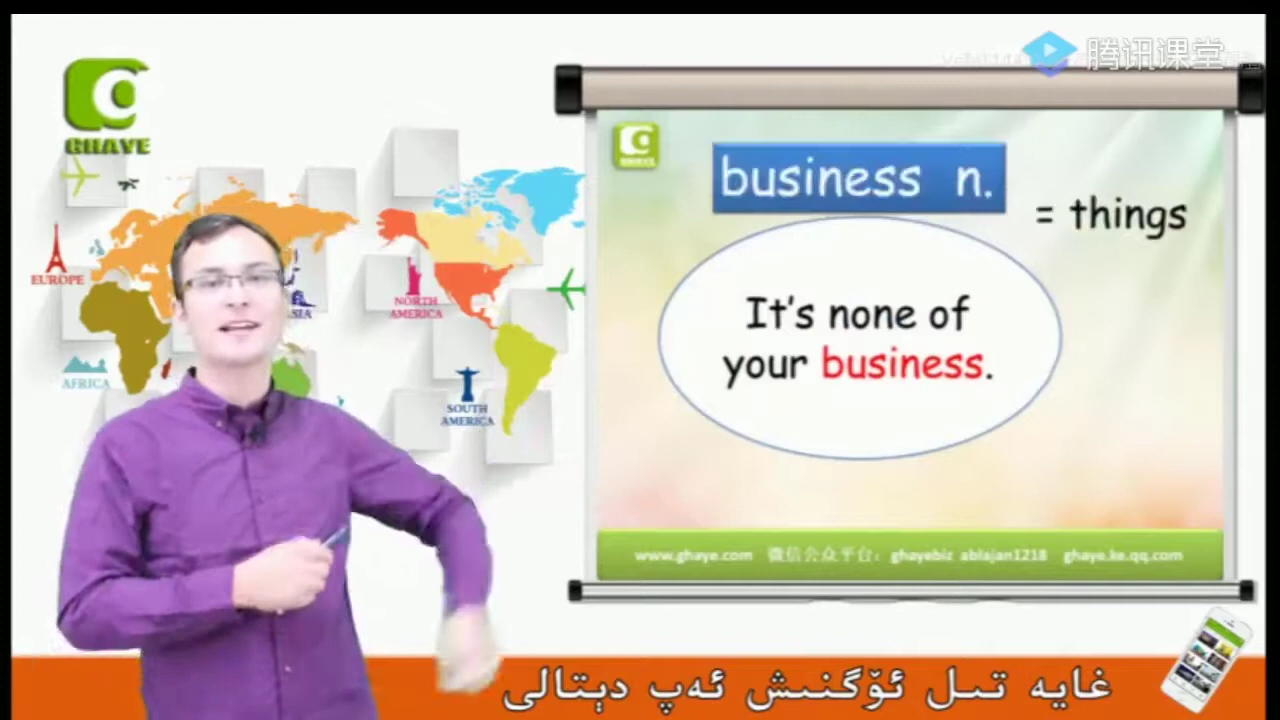 腾讯课堂
GHAYE
GHAYE
business n.
= things
It's none of
your business.
EUROPE
NORTH
AMERICA
AFRICA
SOUTH
AMERICA
www.ghaye.com 微信公众平台：ghayebiz ablajan1218 ghaye.ke.qq.com
غايە تىل ئۆگىنىش ئەپ دېتالى